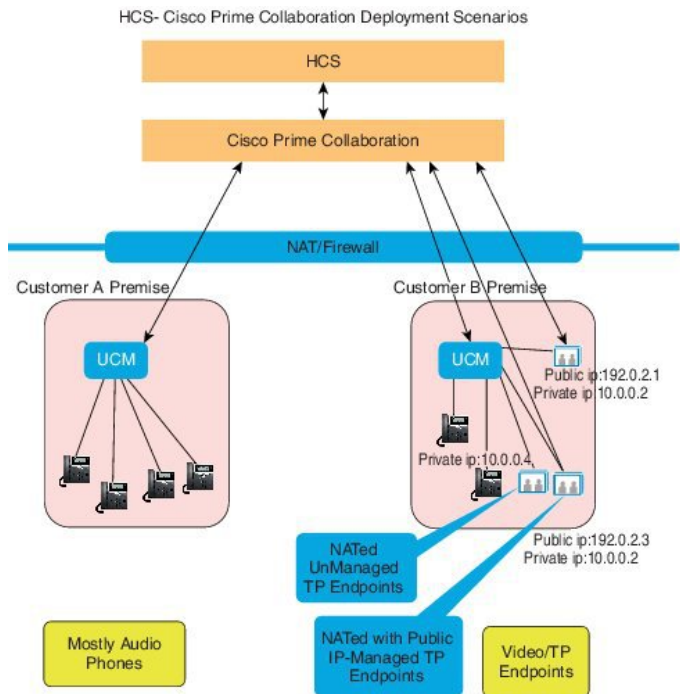 HCS- Cisco Prime Collaboration Deployment Scenarios
HCS
Cisco Prime Collaboration
NAT/Firewall
Customer A Premise
Customer B Premise
UCM
UCM
Public ip:192.0.2.1
Private ip:10.0.0.2
Private ip:10.0.0.4
Public ip:192.0.2.3
Private ip:10.0.0.2
NATed
UnManaged
TP Endpoints
Mostly Audio
Phones
NATed with Public
IP-Managed TP
Endpoints
Video/TP
Endpoints